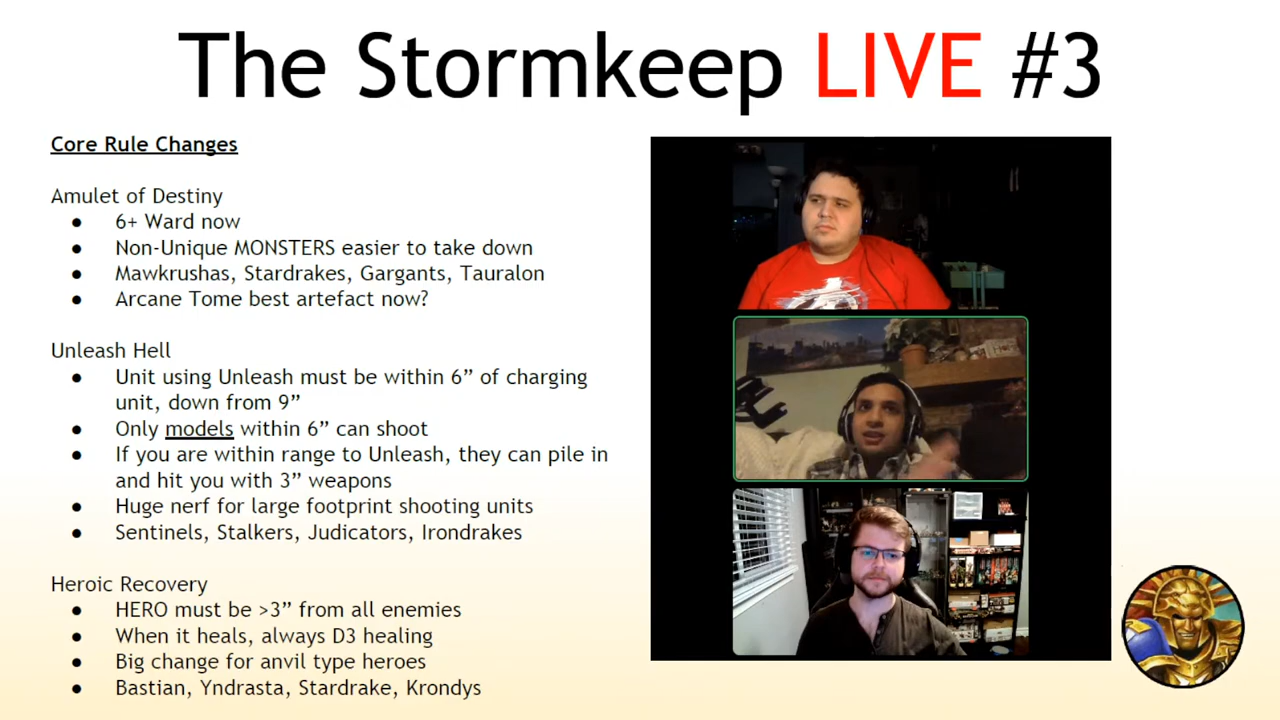 The Stormkeep LIVE #3
Core Rule Changes
Amulet of Destiny
● 6+ Ward now
● Non-Unique MONSTERS easier to take down
● Mawkrushas, Stardrakes, Gargants, Tauralon
● Arcane Tome best artefact now?
Unleash Hell
● Unit using Unleash must be within 6” of charging
unit, down from 9”
● Only models within 6” can shoot
● If you are within range to Unleash, they can pile in
and hit you with 3” weapons
● Huge nerf for large footprint shooting units
● Sentinels, Stalkers, Judicators, Irondrakes
Heroic Recovery
● HERO must be >3” from all enemies
● When it heals, always D3 healing
● Big change for anvil type heroes
● Bastian, Yndrasta, Stardrake, Krondys